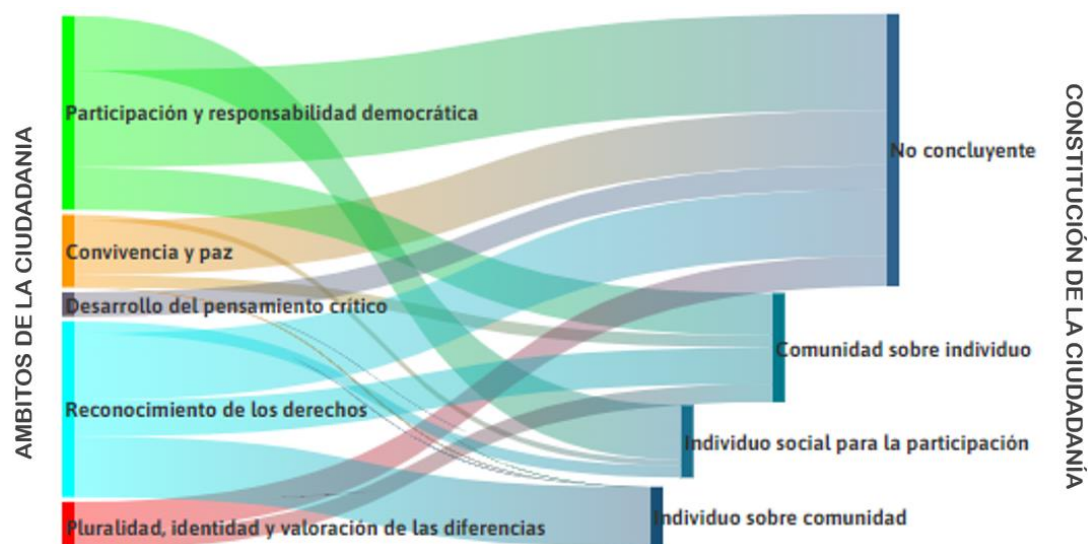 AMBITOS DE LA CIUDADANIA
Participación y responsabilidad democrática
Convivencia y paz
Desarrollo del pensamiento crítico
Reconocimiento de los derechos
Pluralidad, identidad y valoración de las diferencias
No concluyente
Comunidad sobre individuo
Individuo social para la participación
Individuo sobre comunidad
CONSTITUCIÓN DE LA CIUDADANÍA